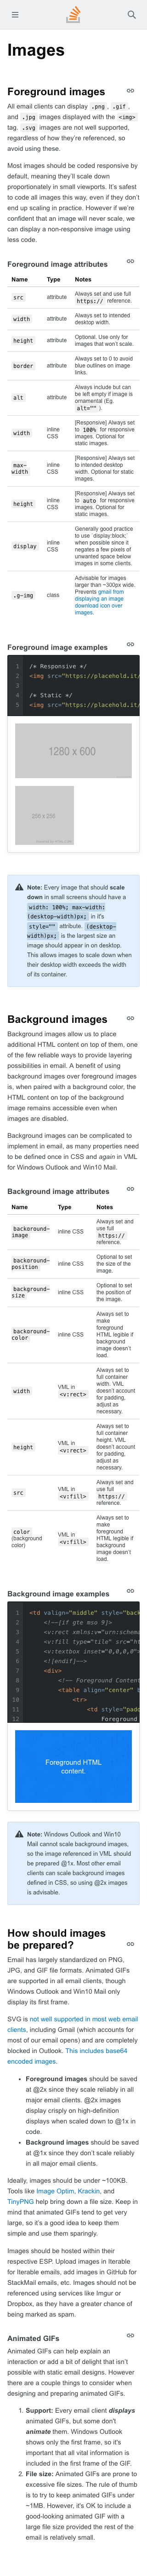 Images
Foreground images
All email clients can display .png, .gif,
and .jpg images displayed with the <img>
tag. .svg images are not well supported,
regardless of how they're referenced, so
avoid using these.
Most images should be coded responsive by
default, meaning they'll scale down
proportionately in small viewports. It's safest
to code all images this way, even if they don't
end up scaling in practice. However if we're
confident that an image will never scale, we
can display a non-responsive image using
less code.
Foreground image attributes
Name Type Notes
src attribute Always set and use full
https:// reference.
width attribute Always set to intended
desktop width.
height attribute Optional. Use only for
images that won't scale.
border attribute Always set to 0 to avoid
blue outlines on image
links.
alt attribute Always include but can
be left empty if image is
ornamental (Eg.
alt="").
width inline CSS [Responsive] Always set
to 100% for responsive
images. Optional for
static images.
max-width inline CSS [Responsive] Always set
to intended desktop
width. Optional for static
images.
height inline CSS [Responsive] Always set
to auto for responsive
images. Optional for
static images.
display inline CSS Generally good practice
to use display:block;
when possible since it
negates a few pixels of
unwanted space below
images in some clients.
.g-img class Advisable for images
larger than ~300px wide.
Prevents gmail from
displaying an image
download icon over
images.
Foreground image examples
1 /* Responsive */
2 <img src="https://placehold.it/
3
4 /* Static */
5 <img src="https://placehold.it/
1280 x 600
258 x 258
Note: Every image that should scale
down in small screens should have a
width: 100%; max-width:
(desktop-width)px; in it's
style="" attribute. (desktop-
width)px; is the largest size an
image should appear in on desktop.
This allows images to scale down when
their desktop width exceeds the width
of its container.
Background images
Background images allow us to place
additional HTML content on top of them, one
of the few reliable ways to provide layering
possibilities in email. A benefit of using
background images over foreground images
is, when paired with a background color, the
HTML content on top of the background
image remains accessible even when
images are disabled.
Background images can be complicated to
implement in email, as many properties need
to be defined once in CSS and again in VML
for Windows Outlook and Win10 Mail.
Background image attributes
Name Type Notes
background-image inline CSS Always set and
use full
https://
reference.
background-position inline CSS Optional to set
the size of the
image.
background-size inline CSS Optional to set
the position of
the image.
background-color inline CSS Always set to
make
foreground
HTML legible if
background
image doesn't
load.
width VML in <v:rect> Always set to
full container
width. VML
doesn't account
for padding,
adjust as
necessary.
height VML in <v:rect> Always set to
full container
height. VML
doesn't account
for padding,
adjust as
necessary.
src VML in <v:fill> Always set and
use full
https://
reference.
color (background color) VML in <v:fill> Always set to
make
foreground
HTML legible if
background
image doesn't
load.
Background image examples
1 <td valign="middle" style="back
2 <!--[if gte mso 9]>
3 <v:rect xmlns:v="urn:schema
4 <v:fill type="tile" src="ht
5 <v:textbox inset="0,0,0,0">
6 <![endif]-->
7 <div>
8 <!-- Foreground Content
9 <table align="center" b
10 <tr>
11 <td style="padd
12 Foreground
Foreground HTML
content.
Note: Windows Outlook and Win10
Mail cannot scale background images,
so the image referenced in VML should
be prepared @1x. Most other email
clients can scale background images
defined in CSS, so using @2x images
is advisable.
How should images
be prepared?
Email has largely standardized on PNG,
JPG, and GIF file formats. Animated GIFs
are supported in all email clients, though
Windows Outlook and Win10 Mail only
display its first frame.
SVG is not well supported in most web email
clients, including Gmail (which accounts for
most of our email opens) and are completely
blocked in Outlook. This includes base64
encoded images.
• Foreground images should be saved
at @2x since they scale reliably in all
major email clients. @2x images
display crisply on high-definition
displays when scaled down to @1x in
code.
• Background images should be saved
at @1x since they don't scale reliably
in all major email clients.
Ideally, images should be under ~100KB.
Tools like Image Optim, Krackin, and
TinyPNG help bring down a file size. Keep in
mind that animated GIFs tend to get very
large, so it's a good idea to keep them
simple and use them sparingly.
Images should be hosted within their
respective ESP. Upload images in Iterable
for Iterable emails, add images in GitHub for
StackMail emails, etc. Images should not be
referenced using services like Imgur or
Dropbox, as they have a greater chance of
being marked as spam.
Animated GIFs
Animated GIFs can help explain an
interaction or add a bit of delight that isn't
possible with static email designs. However
there are a couple things to consider when
designing and preparing animated GIFs.
1. Support: Every email client displays
animated GIFs, but some don't
animate them. Windows Outlook
shows only the first frame, so it's
important that all vital information is
included in the first frame of the GIF.
2. File size: Animated GIFs are prone to
excessive file sizes. The rule of thumb
is to try to keep animated GIFs under
~1MB. However, it's OK to include a
good-looking animated GIF with a
large file size provided the rest of the
email is relatively small.